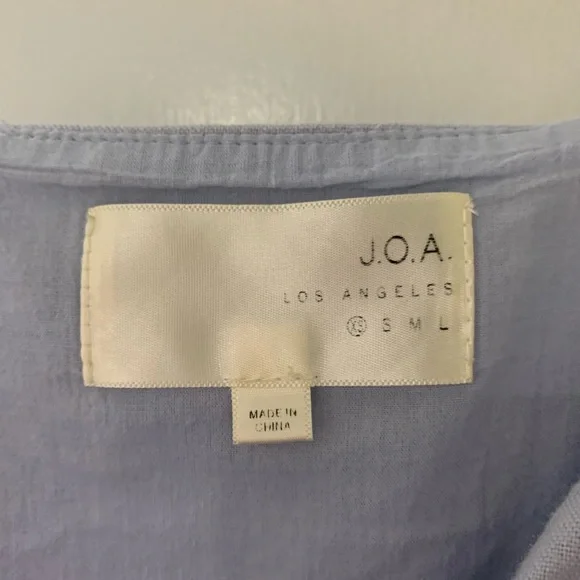 J.O.A.
LOS ANGELES
XS S M L
MADE IN
CHINA